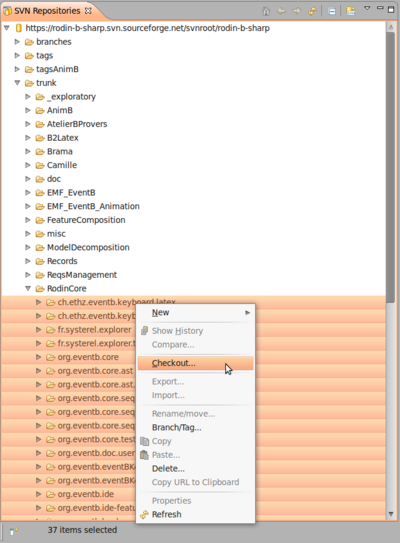 SVN Repositories
https://rodin-b-sharp.svn.sourceforge.net/svnroot/rodin-b-sharp
branches
tags
tagsAnimB
trunk
_exploratory
AnimB
AtelierBProvers
B2Latex
Brama
Camille
doc
EMF_EventB
EMF_EventB_Animation
FeatureComposition
misc
ModelDecomposition
Records
ReqsManagement
RodinCore
ch.ethz.eventb.keyboard.latex
ch.ethz.eventb.keyb
fr.systerel.explorer
fr.systerel.explorer.t
org.eventb.core
org.eventb.core.ast
org.eventb.core.ast.
org.eventb.core.seq
org.eventb.core.seq
org.eventb.core.seq
org.eventb.core.test
org.eventb.doc.user
org.eventb.eventBKe
org.eventb.eventBKe
org.eventb.ide
org.eventb.ide-featur
New
Show History
Compare...
Checkout...
Export...
Import...
Rename/move...
Branch/Tag...
Copy
Paste...
Delete...
Copy URL to Clipboard
Properties
Refresh
37 items selected